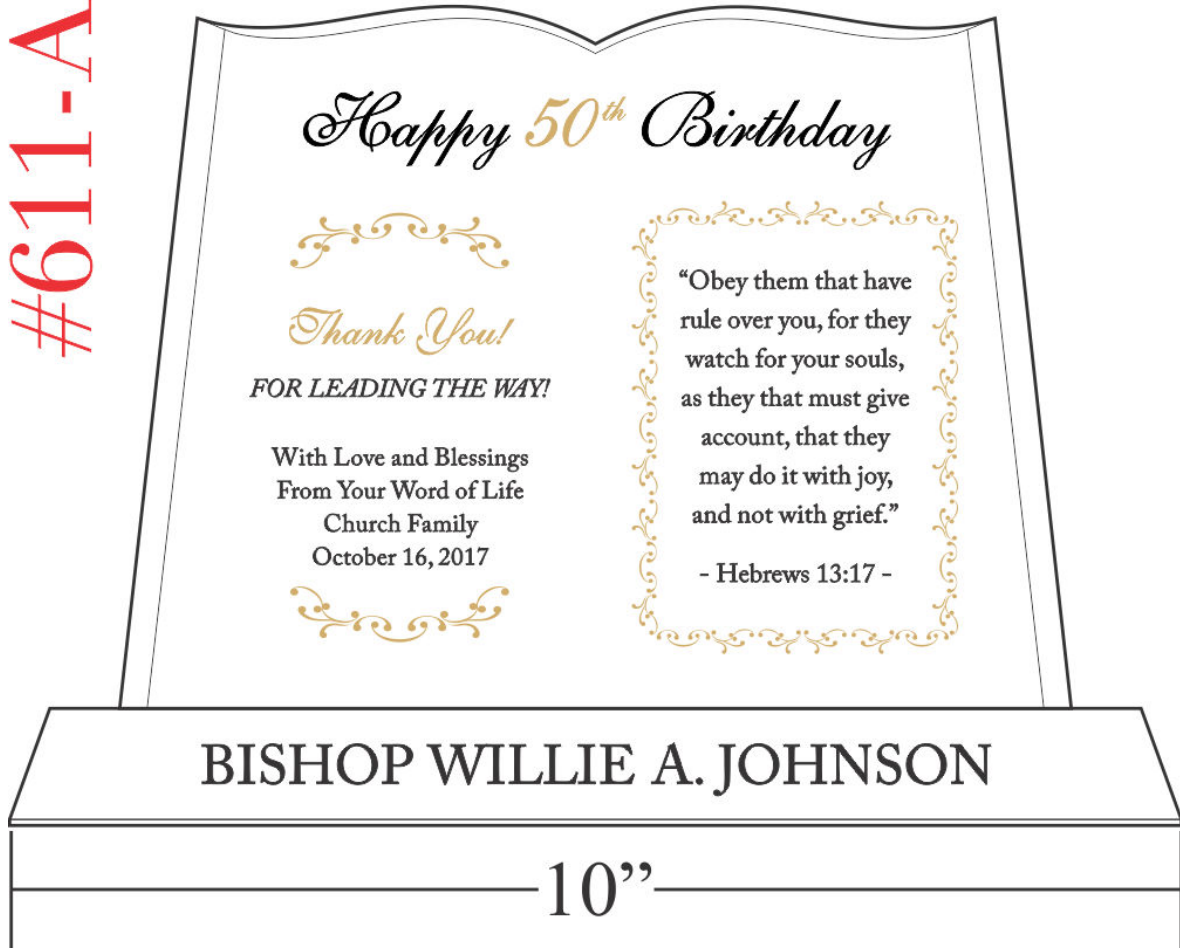 #611-A
Happy 50th Birthday
Thank You!
FOR LEADING THE WAY!
With Love and Blessings
From Your Word of Life
Church Family
October 16, 2017
“Obey them that have
rule over you, for they
watch for your souls,
as they that must give
account, that they
may do it with joy,
and not with grief.”
- Hebrews 13:17 -
BISHOP WILLIE A. JOHNSON
10”